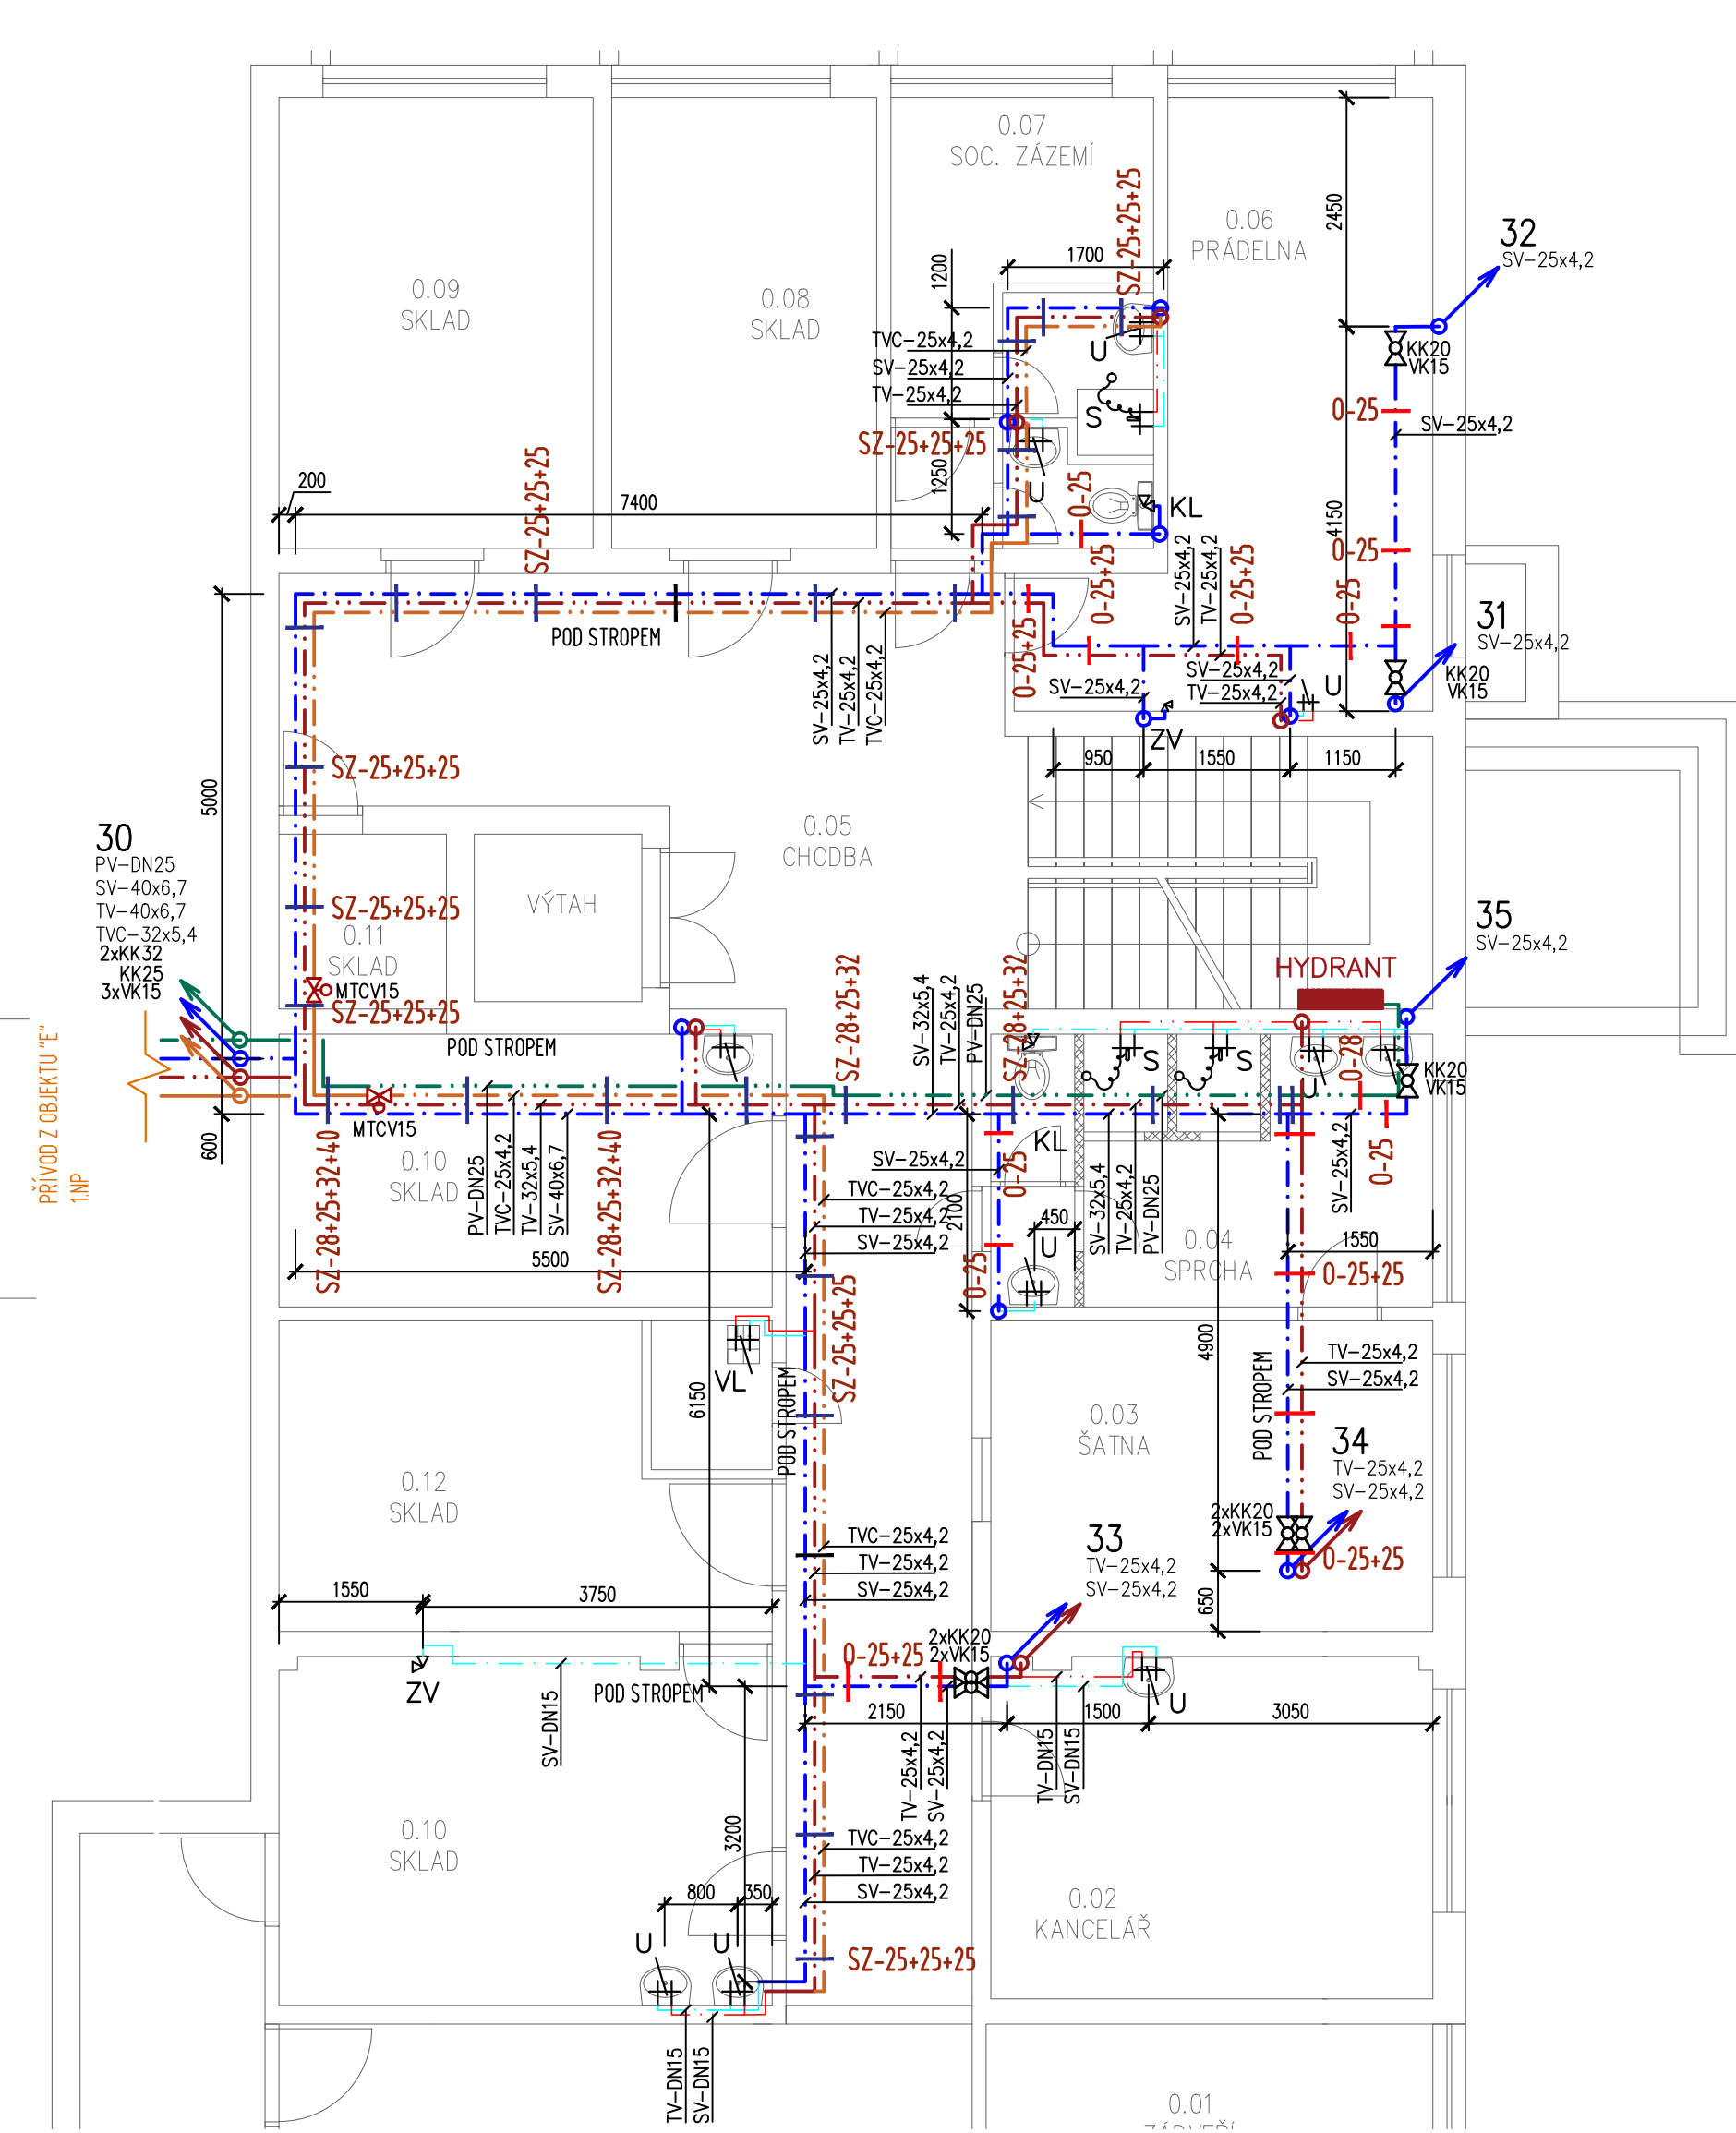 0.07
SOC. ZÁZEMÍ
0.06
PRÁDELNA
2450
32
SV-25x4,2
SZ-25+25+25
1700
1200
0.09
SKLAD
0.08
SKLAD
TVC-25x4,2
SV-25x4,2
TV-25x4,2
U
S
KK20
VK15
O-25
SV-25x4,2
SZ-25+25+25
1250
U
O-25
KL
200
7400
SZ-25+25+25
4150
O-25
O-25+25
SV-25x4,2
TV-25x4,2
O-25+25
O-25
31
SV-25x4,2
KK20
VK15
POD STROPEM
SV-25x4,2
TV-25x4,2
TVC-25x4,2
O-25+25
SV-25x4,2
SV-25x4,2
TV-25x4,2
U
ZV
950
1550
1150
5000
SZ-25+25+25
30
PV-DN25
SV-40x6,7
TV-40x6,7
TVC-32x5,4
2xKK32
KK25
3xVK15
0.05
CHODBA
VÝTAH
SZ-25+25+25
0.11
SKLAD
MTCV15
SZ-25+25+25
35
SV-25x4,2
HYDRANT
PŘÍVOD Z OBJEKTU "E"
1.NP
600
POD STROPEM
SZ-28+25+32
SV-32x5,4
TV-25x4,2
PV-DN25
SZ-28+25+32
S
S
O-28
U
KK20
VK15
MTCV15
0.10
SKLAD
SZ-28+25+32+40
PV-DN25
TVC-25x4,2
TV-32x5,4
SV-40x6,7
SZ-28+25+32+40
5500
KL
SV-25x4,2
O-25
TVC-25x4,2
TV-25x4,2
SV-25x4,2
2100
450
U
O-25
SV-32x5,4
TV-25x4,2
PV-DN25
0.04
SPRCHA
SV-25x4,2
O-25
1550
O-25+25
SZ-25+25+25
VL
6150
POD STROPEM
4900
POD STROPEM
TV-25x4,2
SV-25x4,2
0.03
ŠATNA
34
TV-25x4,2
SV-25x4,2
0.12
SKLAD
2xKK20
2xVK15
O-25+25
TVC-25x4,2
TV-25x4,2
SV-25x4,2
33
TV-25x4,2
SV-25x4,2
650
1550
3750
O-25+25
2xKK20
2xVK15
ZV
POD STROPEM
SV-DN15
U
2150
1500
3050
TV-25x4,2
SV-25x4,2
TV-DN15
SV-DN15
0.10
SKLAD
3200
TVC-25x4,2
TV-25x4,2
SV-25x4,2
800
350
U
U
0.02
KANCELÁŘ
SZ-25+25+25
TV-DN15
SV-DN15
0.01
ZÁDVEŘÍ